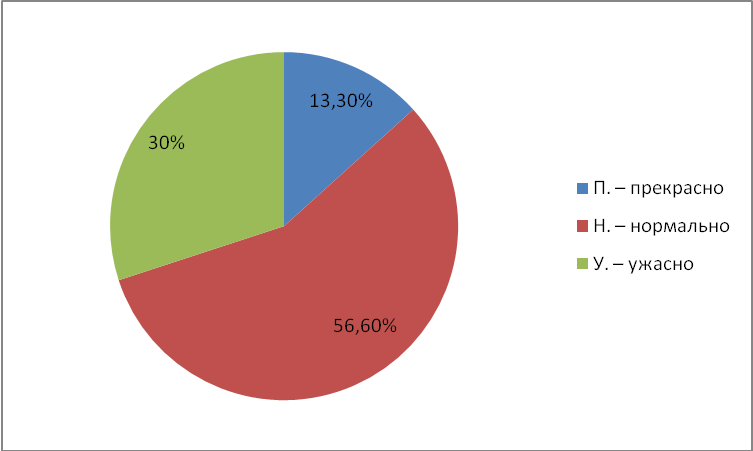 13,30%
30%
56,60%
П. – прекрасно
Н. – нормально
У. – ужасно